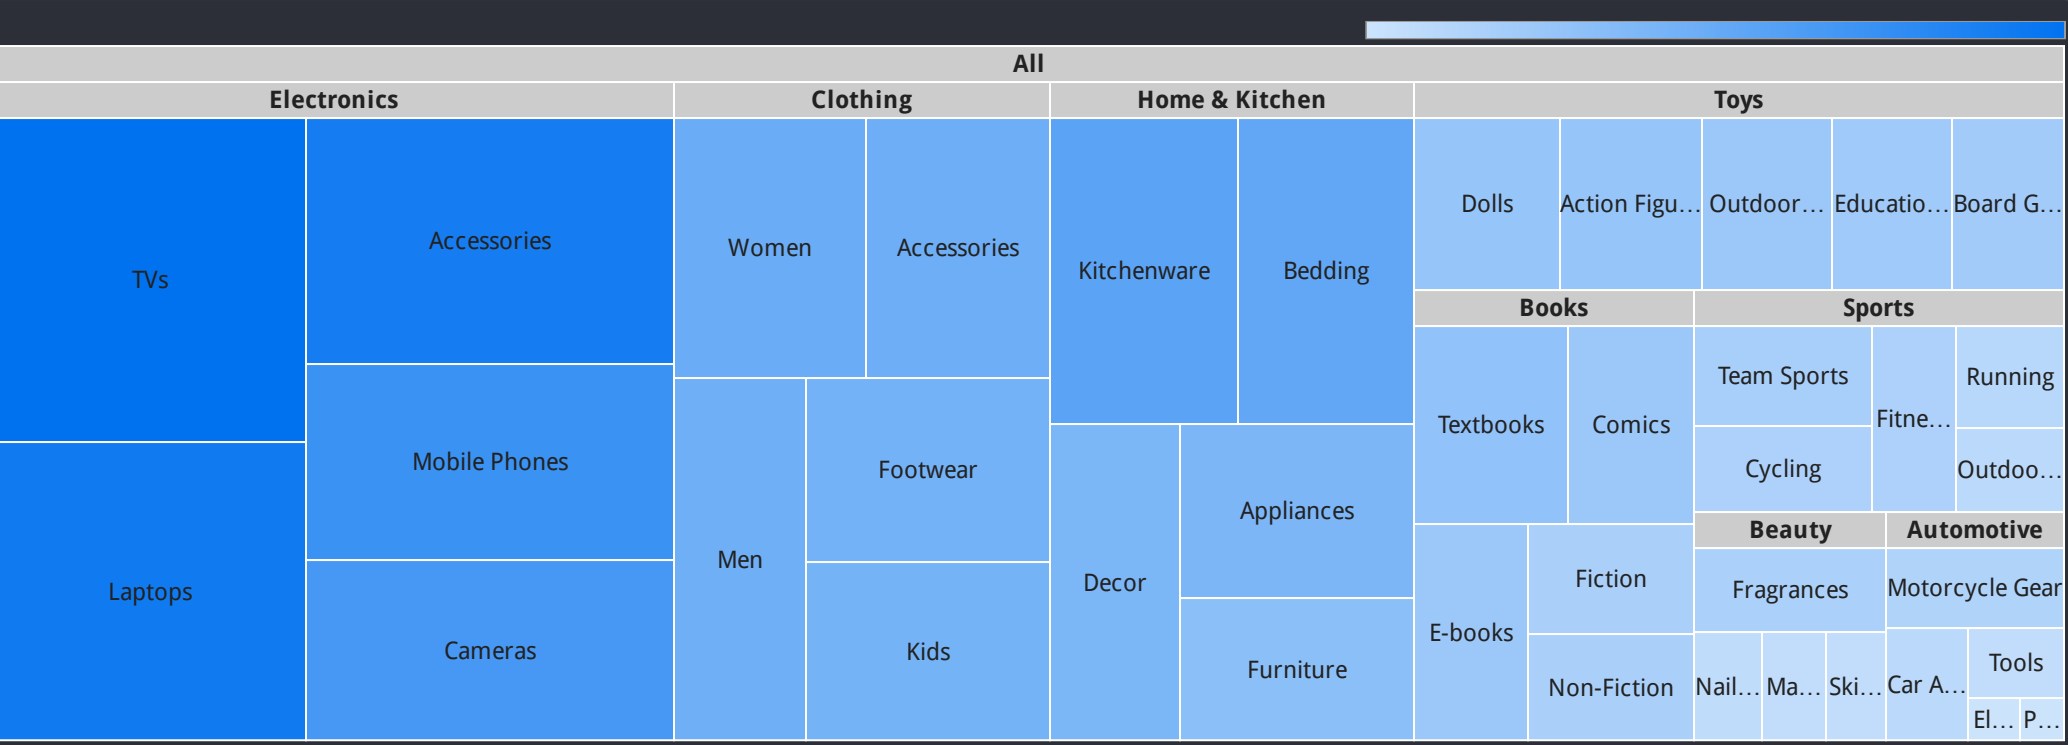 All
Electronics
Clothing
Home & Kitchen
Toys
TVs
Accessories
Laptops
Mobile Phones
Cameras
Women
Accessories
Men
Footwear
Kids
Kitchenware
Bedding
Decor
Appliances
Furniture
Dolls
Action Figu…
Outdoor…
Educatio…
Board G…
Books
Sports
Textbooks
Comics
E-books
Fiction
Non-Fiction
Team Sports
Cycling
Fitne…
Running
Outdoo…
Beauty
Automotive
Fragrances
Nail…
Ma…
Ski…
Motorcycle Gear
Car A…
Tools
El…
P…